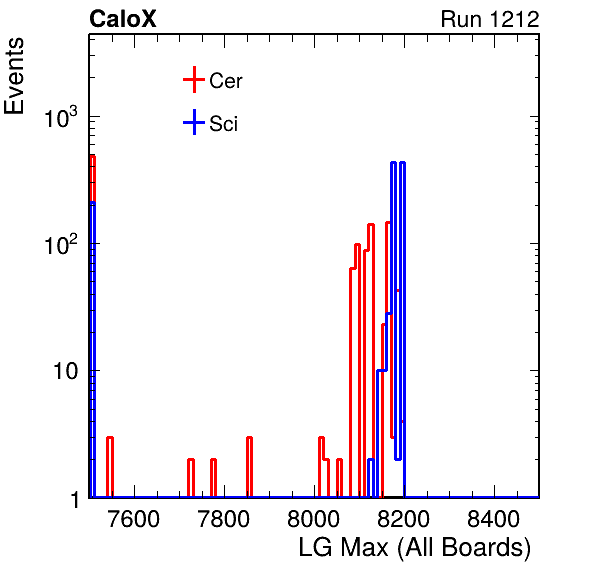 CaloX Run 1212
Events
Cer
Sci
10³
10²
10
1
7600 7800 8000 8200 8400
LG Max (All Boards)